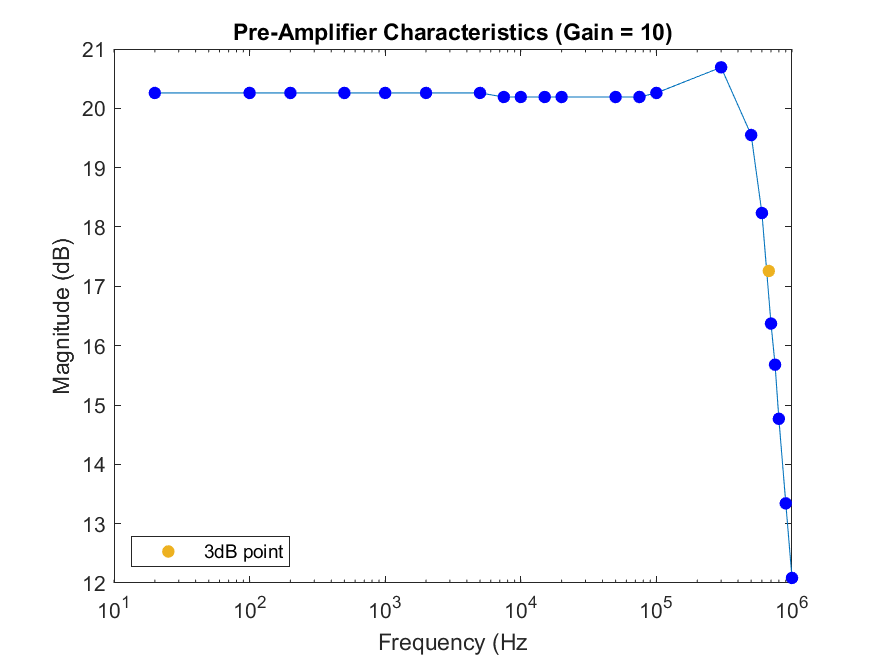 Pre-Amplifier Characteristics (Gain = 10)
21
20
19
18
17
16
15
14
13
12
Magnitude (dB)
3dB point
10^1 10^2 10^3 10^4 10^5 10^6
Frequency (Hz